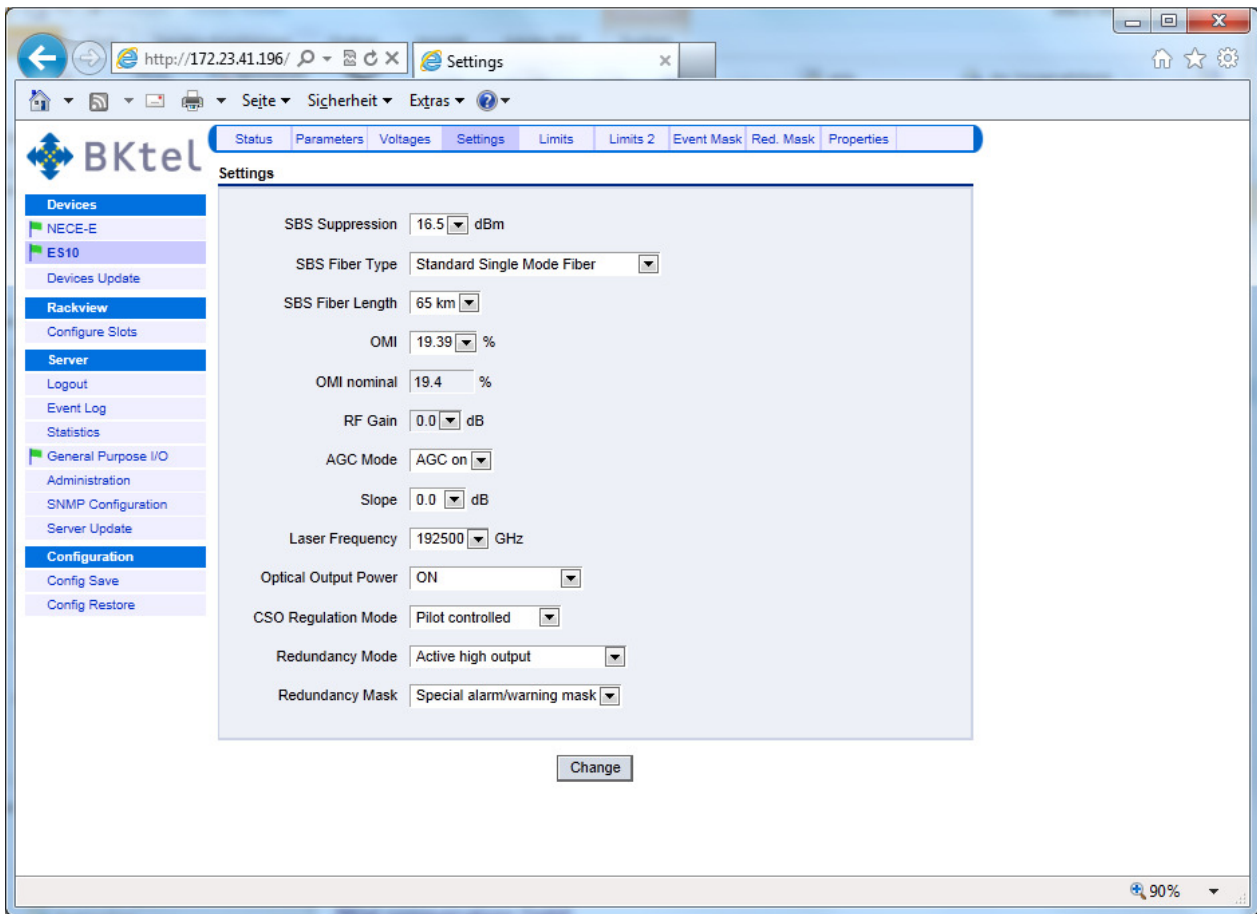 http://172.23.41.196/
Settings
Seite Sicherheit Extras
BKtel
Status Parameters Voltages Settings Limits Limits 2 Event Mask Red. Mask Properties
Settings
Devices
NECE-E
ES10
Devices Update
Rackview
Configure Slots
Server
Logout
Event Log
Statistics
General Purpose I/O
Administration
SNMP Configuration
Server Update
Configuration
Config Save
Config Restore
SBS Suppression 16.5 dBm
SBS Fiber Type Standard Single Mode Fiber
SBS Fiber Length 65 km
OMI 19.39 %
OMI nominal 19.4 %
RF Gain 0.0 dB
AGC Mode AGC on
Slope 0.0 dB
Laser Frequency 192500 GHz
Optical Output Power ON
CSO Regulation Mode Pilot controlled
Redundancy Mode Active high output
Redundancy Mask Special alarm/warning mask
Change
90%